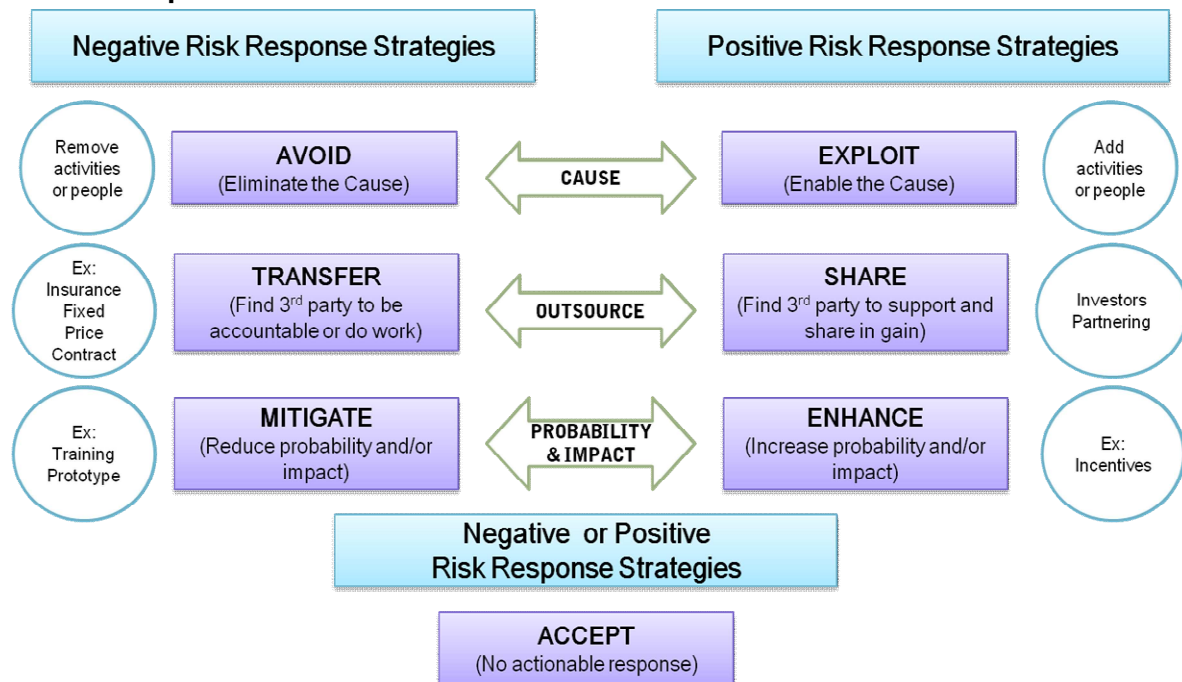 Negative Risk Response Strategies
Positive Risk Response Strategies
Remove
activities
or people
AVOID
(Eliminate the Cause)
CAUSE
EXPLOIT
(Enable the Cause)
Add
activities
or people
Ex:
Insurance
Fixed
Price
Contract
TRANSFER
(Find 3rd party to be
accountable or do work)
OUTSOURCE
SHARE
(Find 3rd party to support and
share in gain)
Investors
Partnering
Ex:
Training
Prototype
MITIGATE
(Reduce probability and/or
impact)
PROBABILITY
& IMPACT
ENHANCE
(Increase probability and/or
impact)
Ex:
Incentives
Negative or Positive
Risk Response Strategies
ACCEPT
(No actionable response)